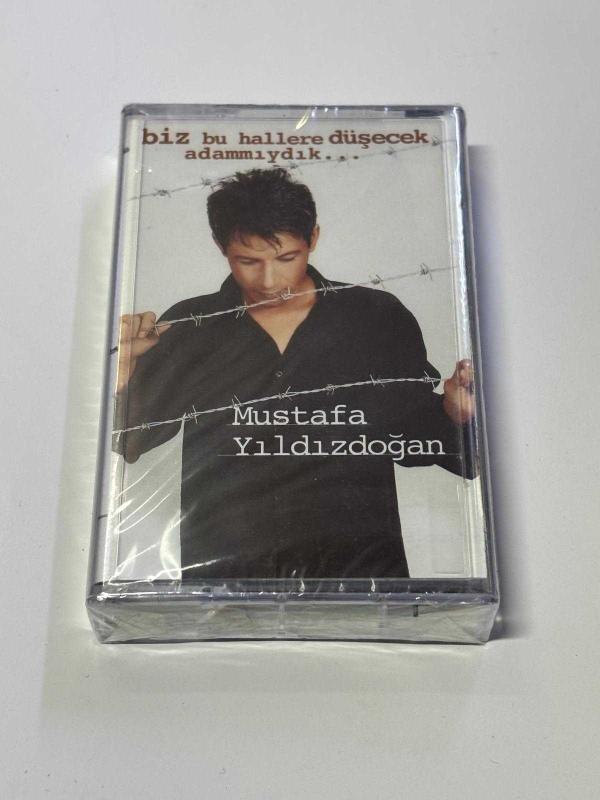 biz bu hallere düşecek
adammıydık...
Mustafa
Yıldızdoğan